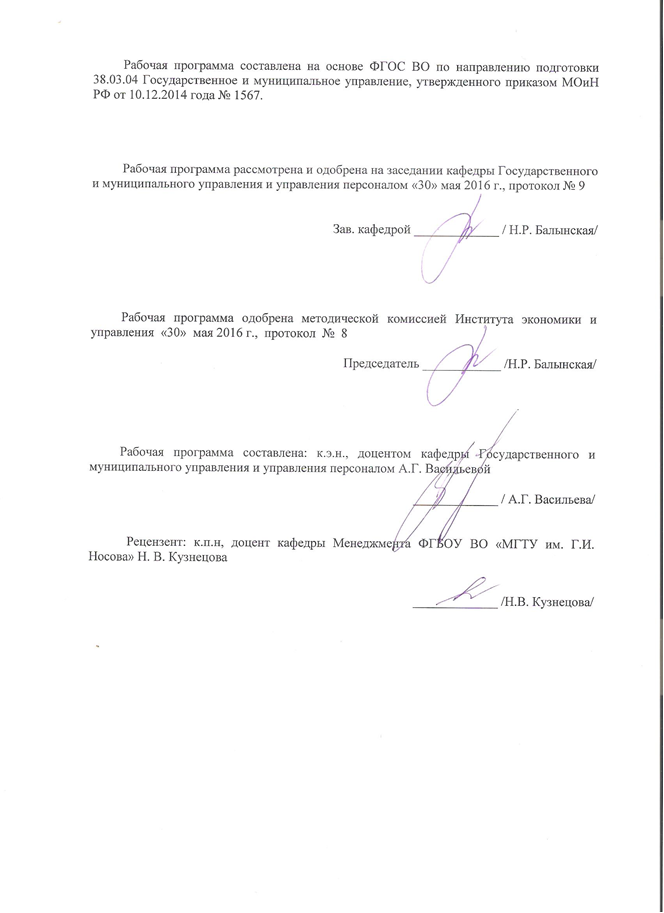 Рабочая программа составлена на основе ФГОС ВО по направлению подготовки
38.03.04 Государственное и муниципальное управление, утвержденного приказом МОиН
РФ от 10.12.2014 года № 1567.
Рабочая программа рассмотрена и одобрена на заседании кафедры Государственного
и муниципального управления и управления персоналом «30» мая 2016 г., протокол № 9
Зав. кафедрой _____________ / Н.Р. Балынская/
Рабочая программа одобрена методической комиссией Института экономики и
управления «30» мая 2016 г., протокол № 8
Председатель ____________ /Н.Р. Балынская/
Рабочая программа составлена: к.э.н., доцентом кафедры Государственного и
муниципального управления и управления персоналом А.Г. Васильевой
_____________ / А.Г. Васильева/
Рецензент: к.п.н, доцент кафедры Менеджмента ФГБОУ ВО «МГТУ им. Г.И.
Носова» Н. В. Кузнецова
_____________ /Н.В. Кузнецова/